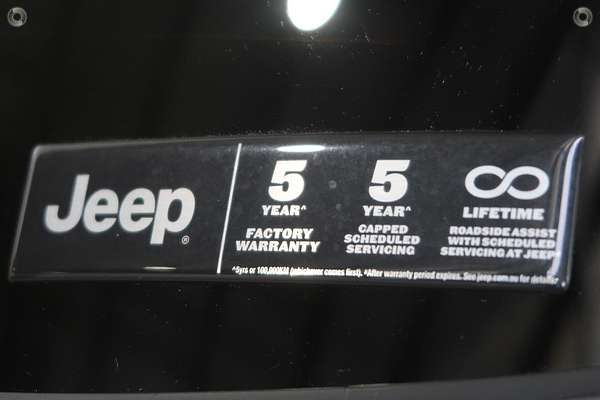 Jeep®
5
YEAR^
FACTORY
WARRANTY
5
YEAR^
CAPPED
SCHEDULED
SERVICING
LIFETIME
ROADSIDE ASSIST
WITH SCHEDULED
SERVICING AT JEEP
^5yrs or 100,000KM (whichever comes first). #After warranty period expires. See jeep.com.au for details